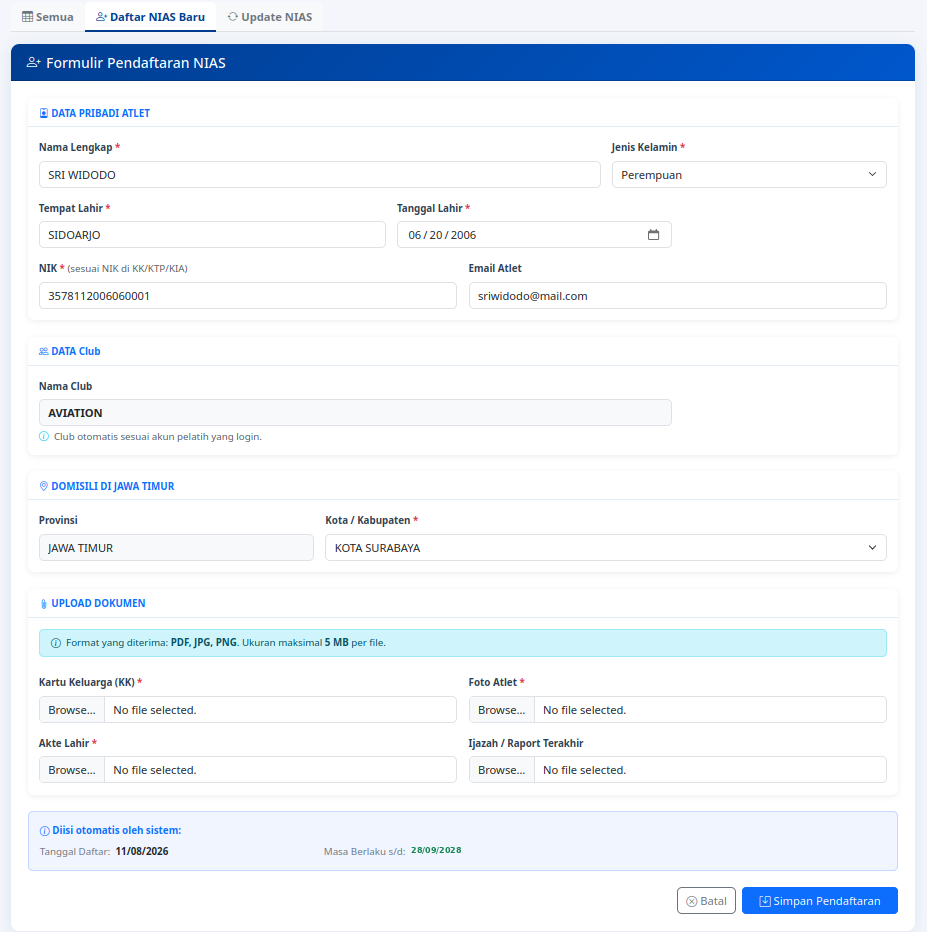 Semua Daftar NIAS Baru Update NIAS
Formulir Pendaftaran NIAS
DATA PRIBADI ATLET
Nama Lengkap * Jenis Kelamin *
SRI WIDODO Perempuan
Tempat Lahir * Tanggal Lahir *
SIDOARJO 06 / 20 / 2006
NIK * (sesuai NIK di KK/KTP/KIA) Email Atlet
3578112006060001 sriwidodo@mail.com
DATA Club
Nama Club
AVIATION
Club otomatis sesuai akun pelatih yang login.
DOMISILI DI JAWA TIMUR
Provinsi Kota / Kabupaten *
JAWA TIMUR KOTA SURABAYA
UPLOAD DOKUMEN
Format yang diterima: PDF, JPG, PNG. Ukuran maksimal 5 MB per file.
Kartu Keluarga (KK) * Foto Atlet *
Browse... No file selected. Browse... No file selected.
Akte Lahir * Ijazah / Raport Terakhir
Browse... No file selected. Browse... No file selected.
Diisi otomatis oleh sistem:
Tanggal Daftar: 11/08/2026 Masa Berlaku s/d: 28/09/2028
Batal Simpan Pendaftaran